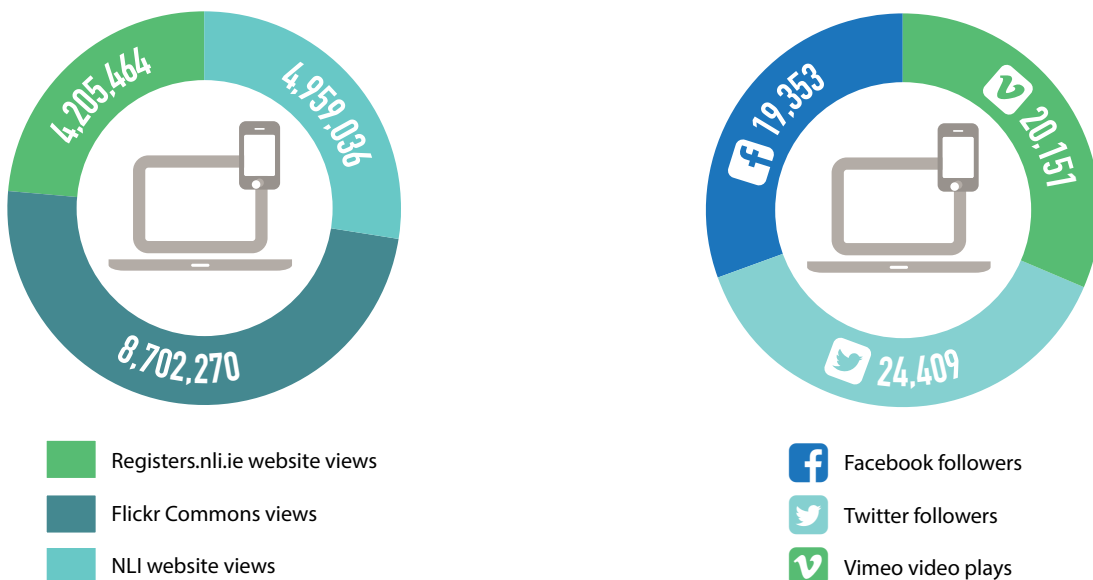 4,205,464
4,959,036
8,702,270
Registers.nli.ie website views
Flickr Commons views
NLI website views
19,353
20,151
24,409
Facebook followers
Twitter followers
Vimeo video plays